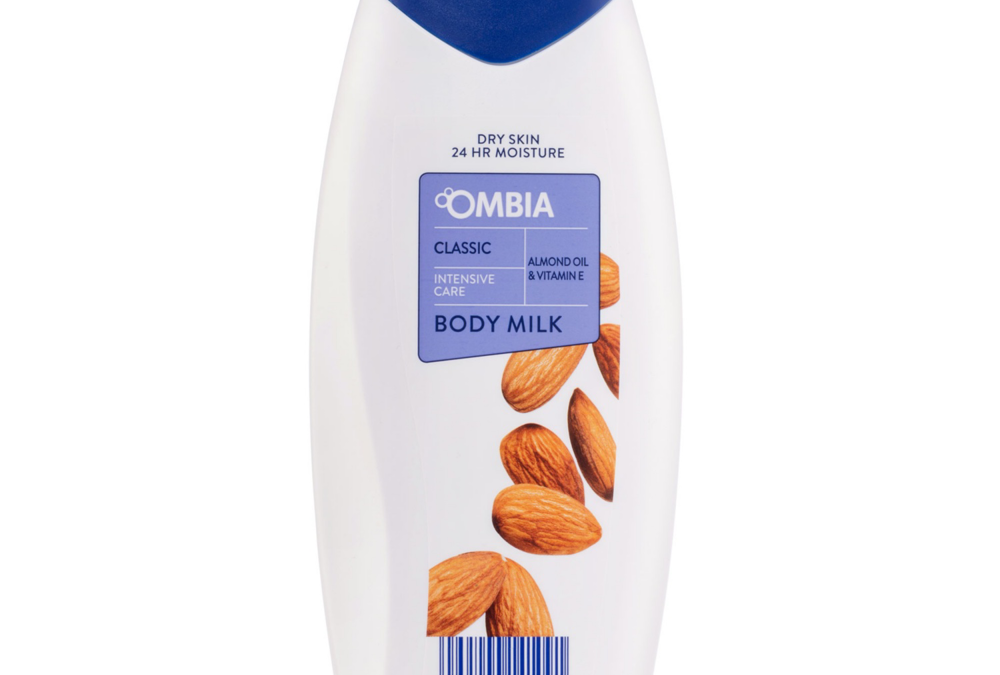 DRY SKIN
24 HR MOISTURE
OMBIA
CLASSIC
INTENSIVE
CARE
ALMOND OIL
& VITAMIN E
BODY MILK